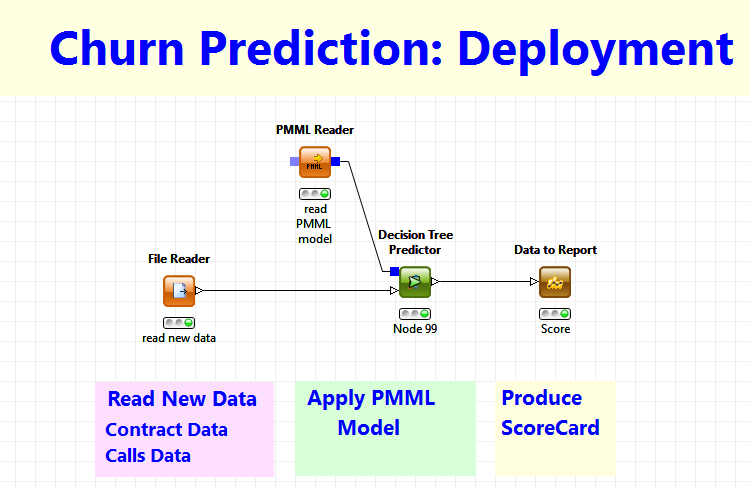 Churn Prediction: Deployment
PMML Reader
PMML
read
PMML
model
Decision Tree
Predictor
Data to Report
File Reader
Node 99
Score
read new data
Read New Data
Contract Data
Calls Data
Apply PMML
Model
Produce
ScoreCard